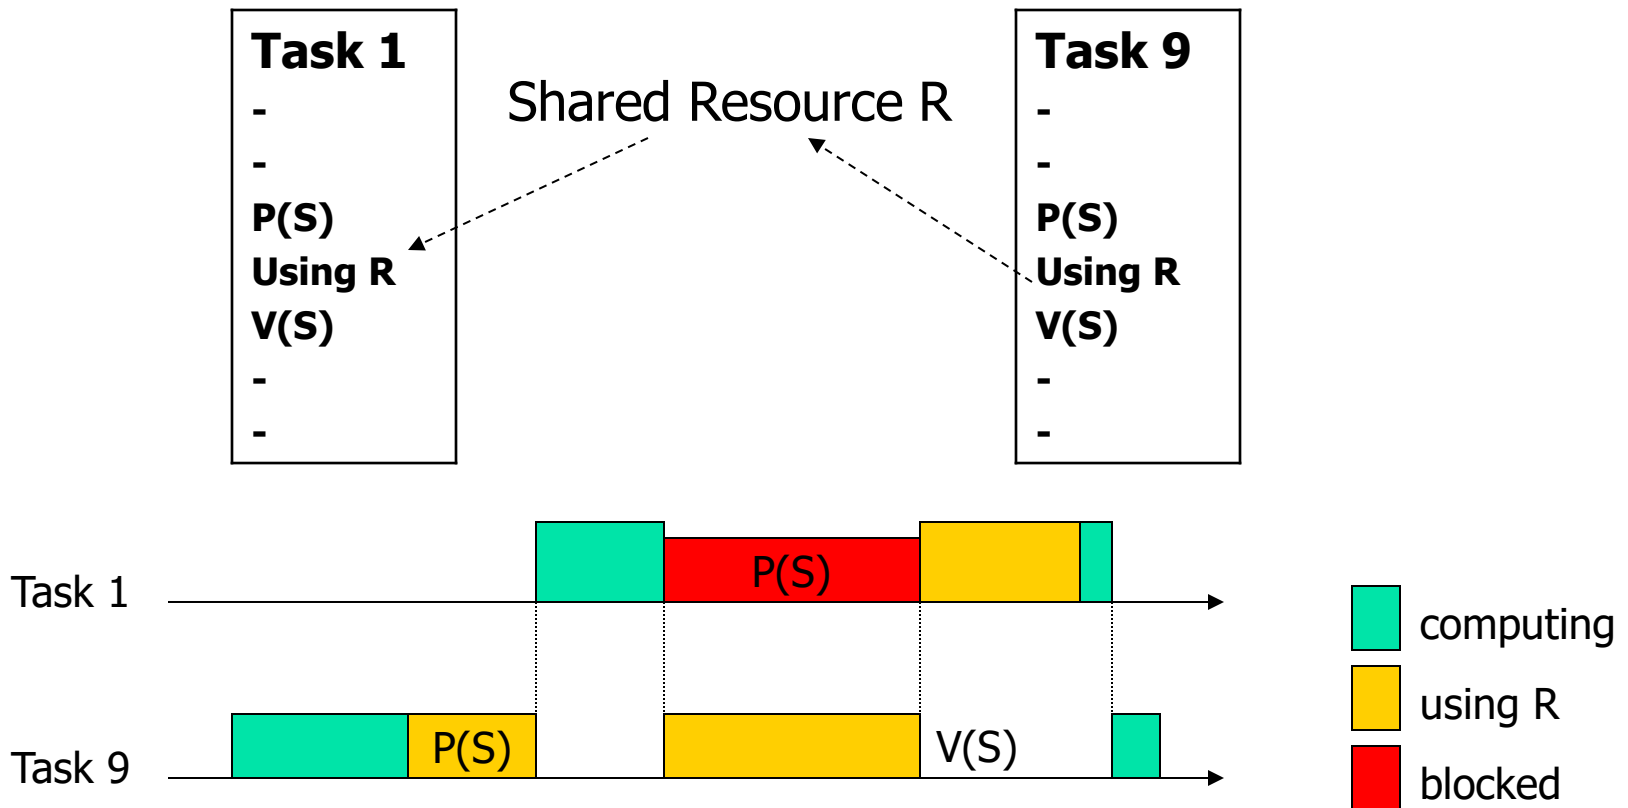 Task 1
-
-
P(S)
Using R
V(S)
-
-
Shared Resource R
Task 9
-
-
P(S)
Using R
V(S)
-
-
Task 1
P(S)
Task 9
P(S)
V(S)
computing
using R
blocked